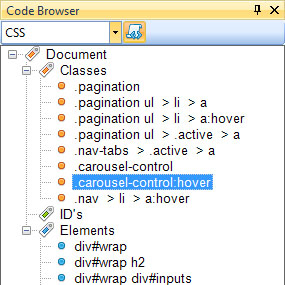 Code Browser
CSS
Document
Classes
.pagination
.pagination ul > li > a
.pagination ul > li > a:hover
.pagination ul > .active > a
.nav-tabs > .active > a
.carousel-control
.carousel-control:hover
.nav > li > a:hover
ID's
Elements
div#wrap
div#wrap h2
div#wrap div#inputs